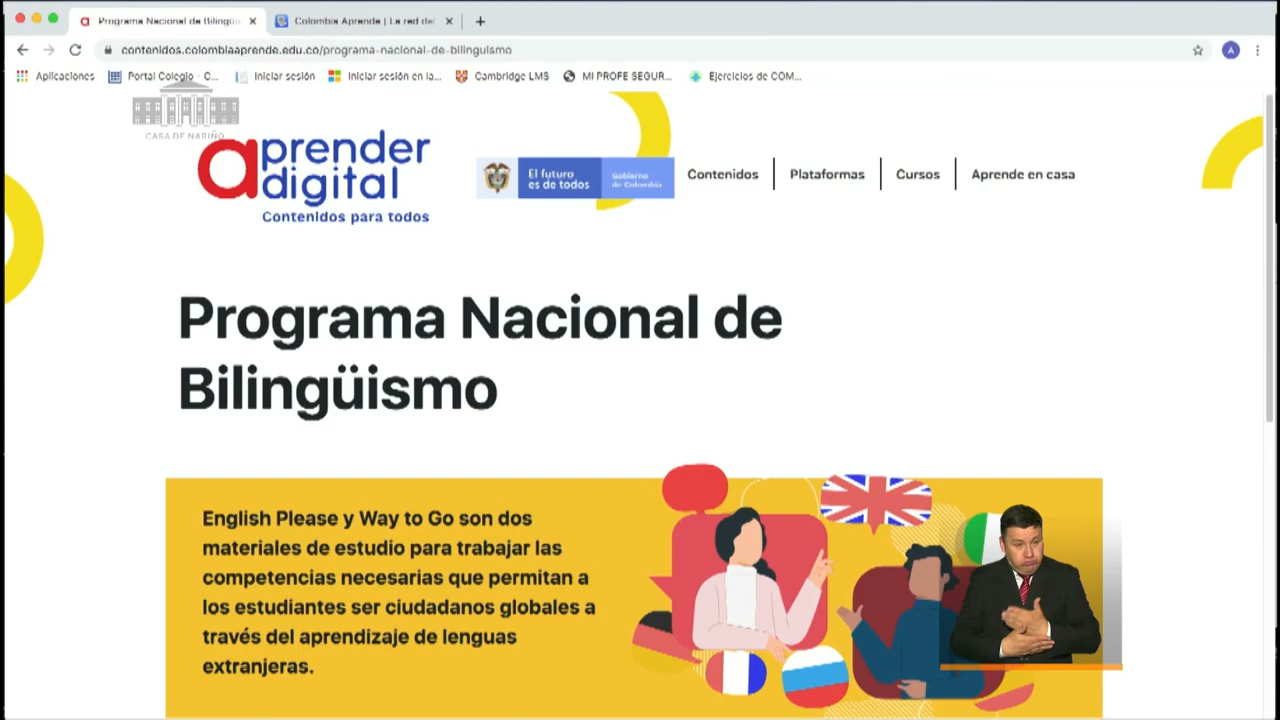 Programa Nacional de Bilingüis
Colombia Aprende | La red del
contenidos.colombiaaprende.edu.co/programa-nacional-de-bilinguismo
A
Aplicaciones
Portal Colegio - C...
Iniciar sesión
Iniciar sesión en la...
Cambridge LMS
MI PROFE SEGUR...
Ejercicios de COM...
CASA DE NARIÑO
aprender
digital
Contenidos para todos
El futuro
es de todos
Gobierno
de Colombia
Contenidos
Plataformas
Cursos
Aprende en casa
Programa Nacional de
Bilingüismo
English Please y Way to Go son dos
materiales de estudio para trabajar las
competencias necesarias que permitan a
los estudiantes ser ciudadanos globales a
través del aprendizaje de lenguas
extranjeras.